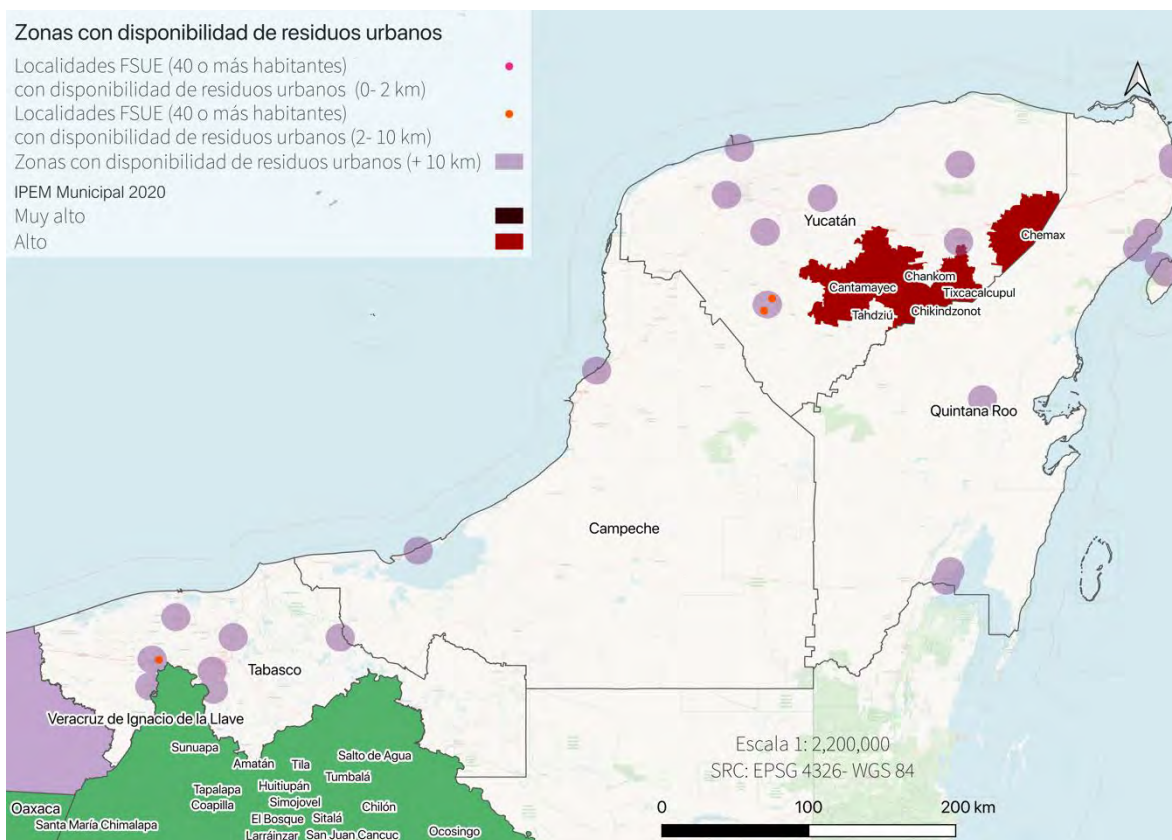 Zonas con disponibilidad de residuos urbanos
Localidades FSUE (40 o más habitantes)
con disponibilidad de residuos urbanos (0- 2 km)
Localidades FSUE (40 o más habitantes)
con disponibilidad de residuos urbanos (2- 10 km)
Zonas con disponibilidad de residuos urbanos (+ 10 km)
IPEM Municipal 2020
Muy alto
Alto
Yucatán
Chemax
Chankom
Cantamayec
Tixcacalcupul
Tahdziú
Chikindzonot
Quintana Roo
Campeche
Tabasco
Veracruz de Ignacio de la Llave
Sunuapa
Amatán
Tila
Salto de Agua
Tumbalá
Tapalapa
Huitiupán
Coapilla
Simojovel
Chilón
El Bosque
Sitalá
Oaxaca
Santa María Chimalapa
Larráinzar
San Juan Cancuc
Ocosingo
Escala 1: 2,200,000
SRC: EPSG 4326- WGS 84
0 100 200 km